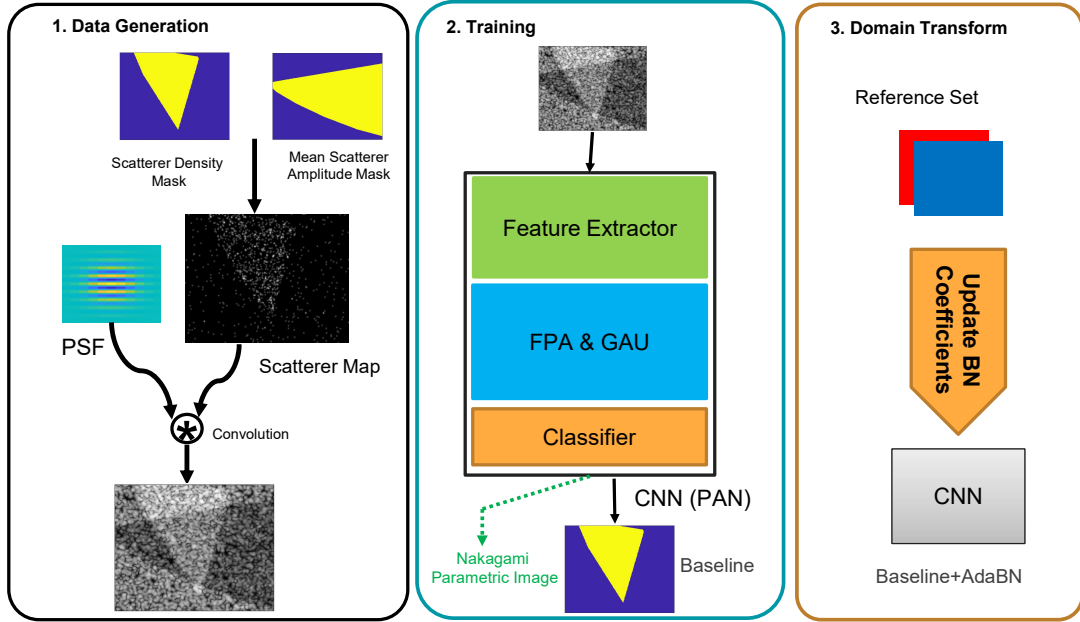 1. Data Generation
Scatterer Density
Mask
Mean Scatterer
Amplitude Mask
PSF
Scatterer Map
*
Convolution
2. Training
Feature Extractor
FPA & GAU
Classifier
CNN (PAN)
Nakagami
Parametric Image
Baseline
3. Domain Transform
Reference Set
Update BN
Coefficients
CNN
Baseline+AdaBN